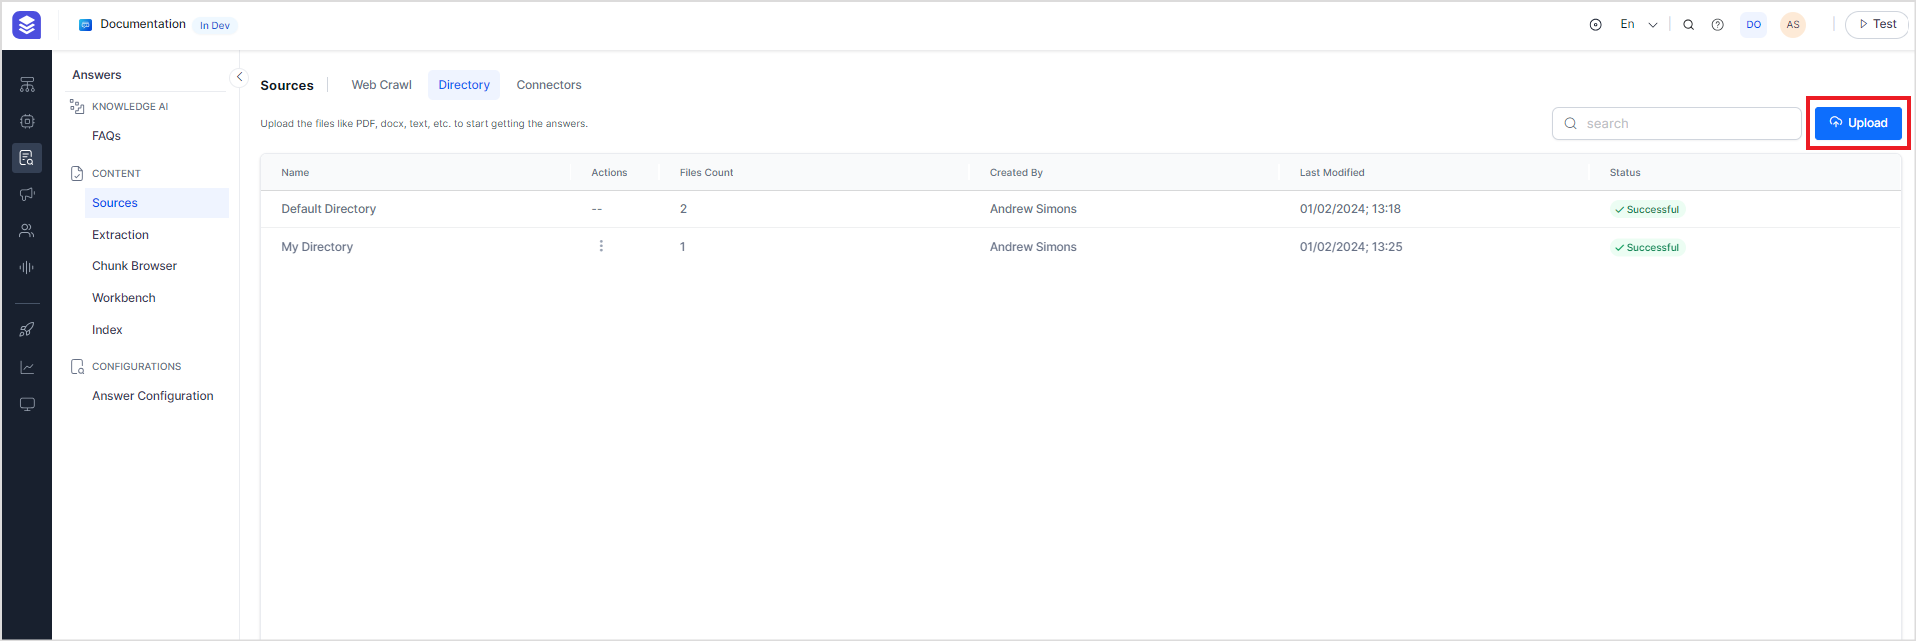 Documentation In Dev
En
DO
AS
Test
Answers
KNOWLEDGE AI
FAQs
CONTENT
Sources
Extraction
Chunk Browser
Workbench
Index
CONFIGURATIONS
Answer Configuration
Sources Web Crawl Directory Connectors
Upload the files like PDF, docx, text, etc. to start getting the answers.
search
Upload
Name Actions Files Count Created By Last Modified Status
Default Directory -- 2 Andrew Simons 01/02/2024; 13:18 Successful
My Directory 1 Andrew Simons 01/02/2024; 13:25 Successful